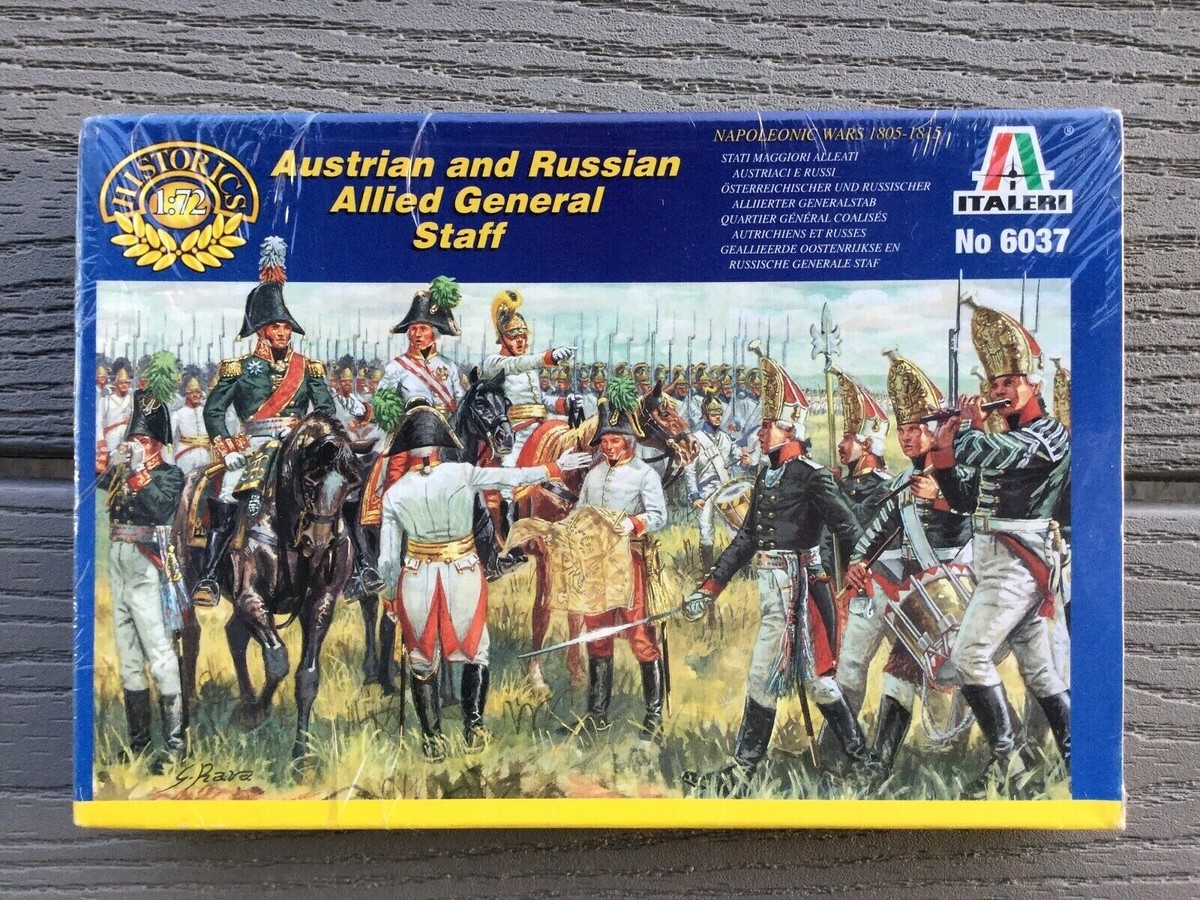 HISTORICS
1:72
Austrian and Russian
Allied General
Staff
NAPOLEONIC WARS 1805-1815
STATI MAGGIORI ALLEATI
AUSTRIACI E RUSSI
ÖSTERREICHISCHER UND RUSSISCHER
ALLIIERTER GENERALSTAB
QUARTIER GÉNÉRAL COALISÉS
AUTRICHIENS ET RUSSES
GEALLIEERDE OOSTENRIJKSE EN
RUSSISCHE GENERALE STAF
®
ITALERI
No 6037
G. Rava